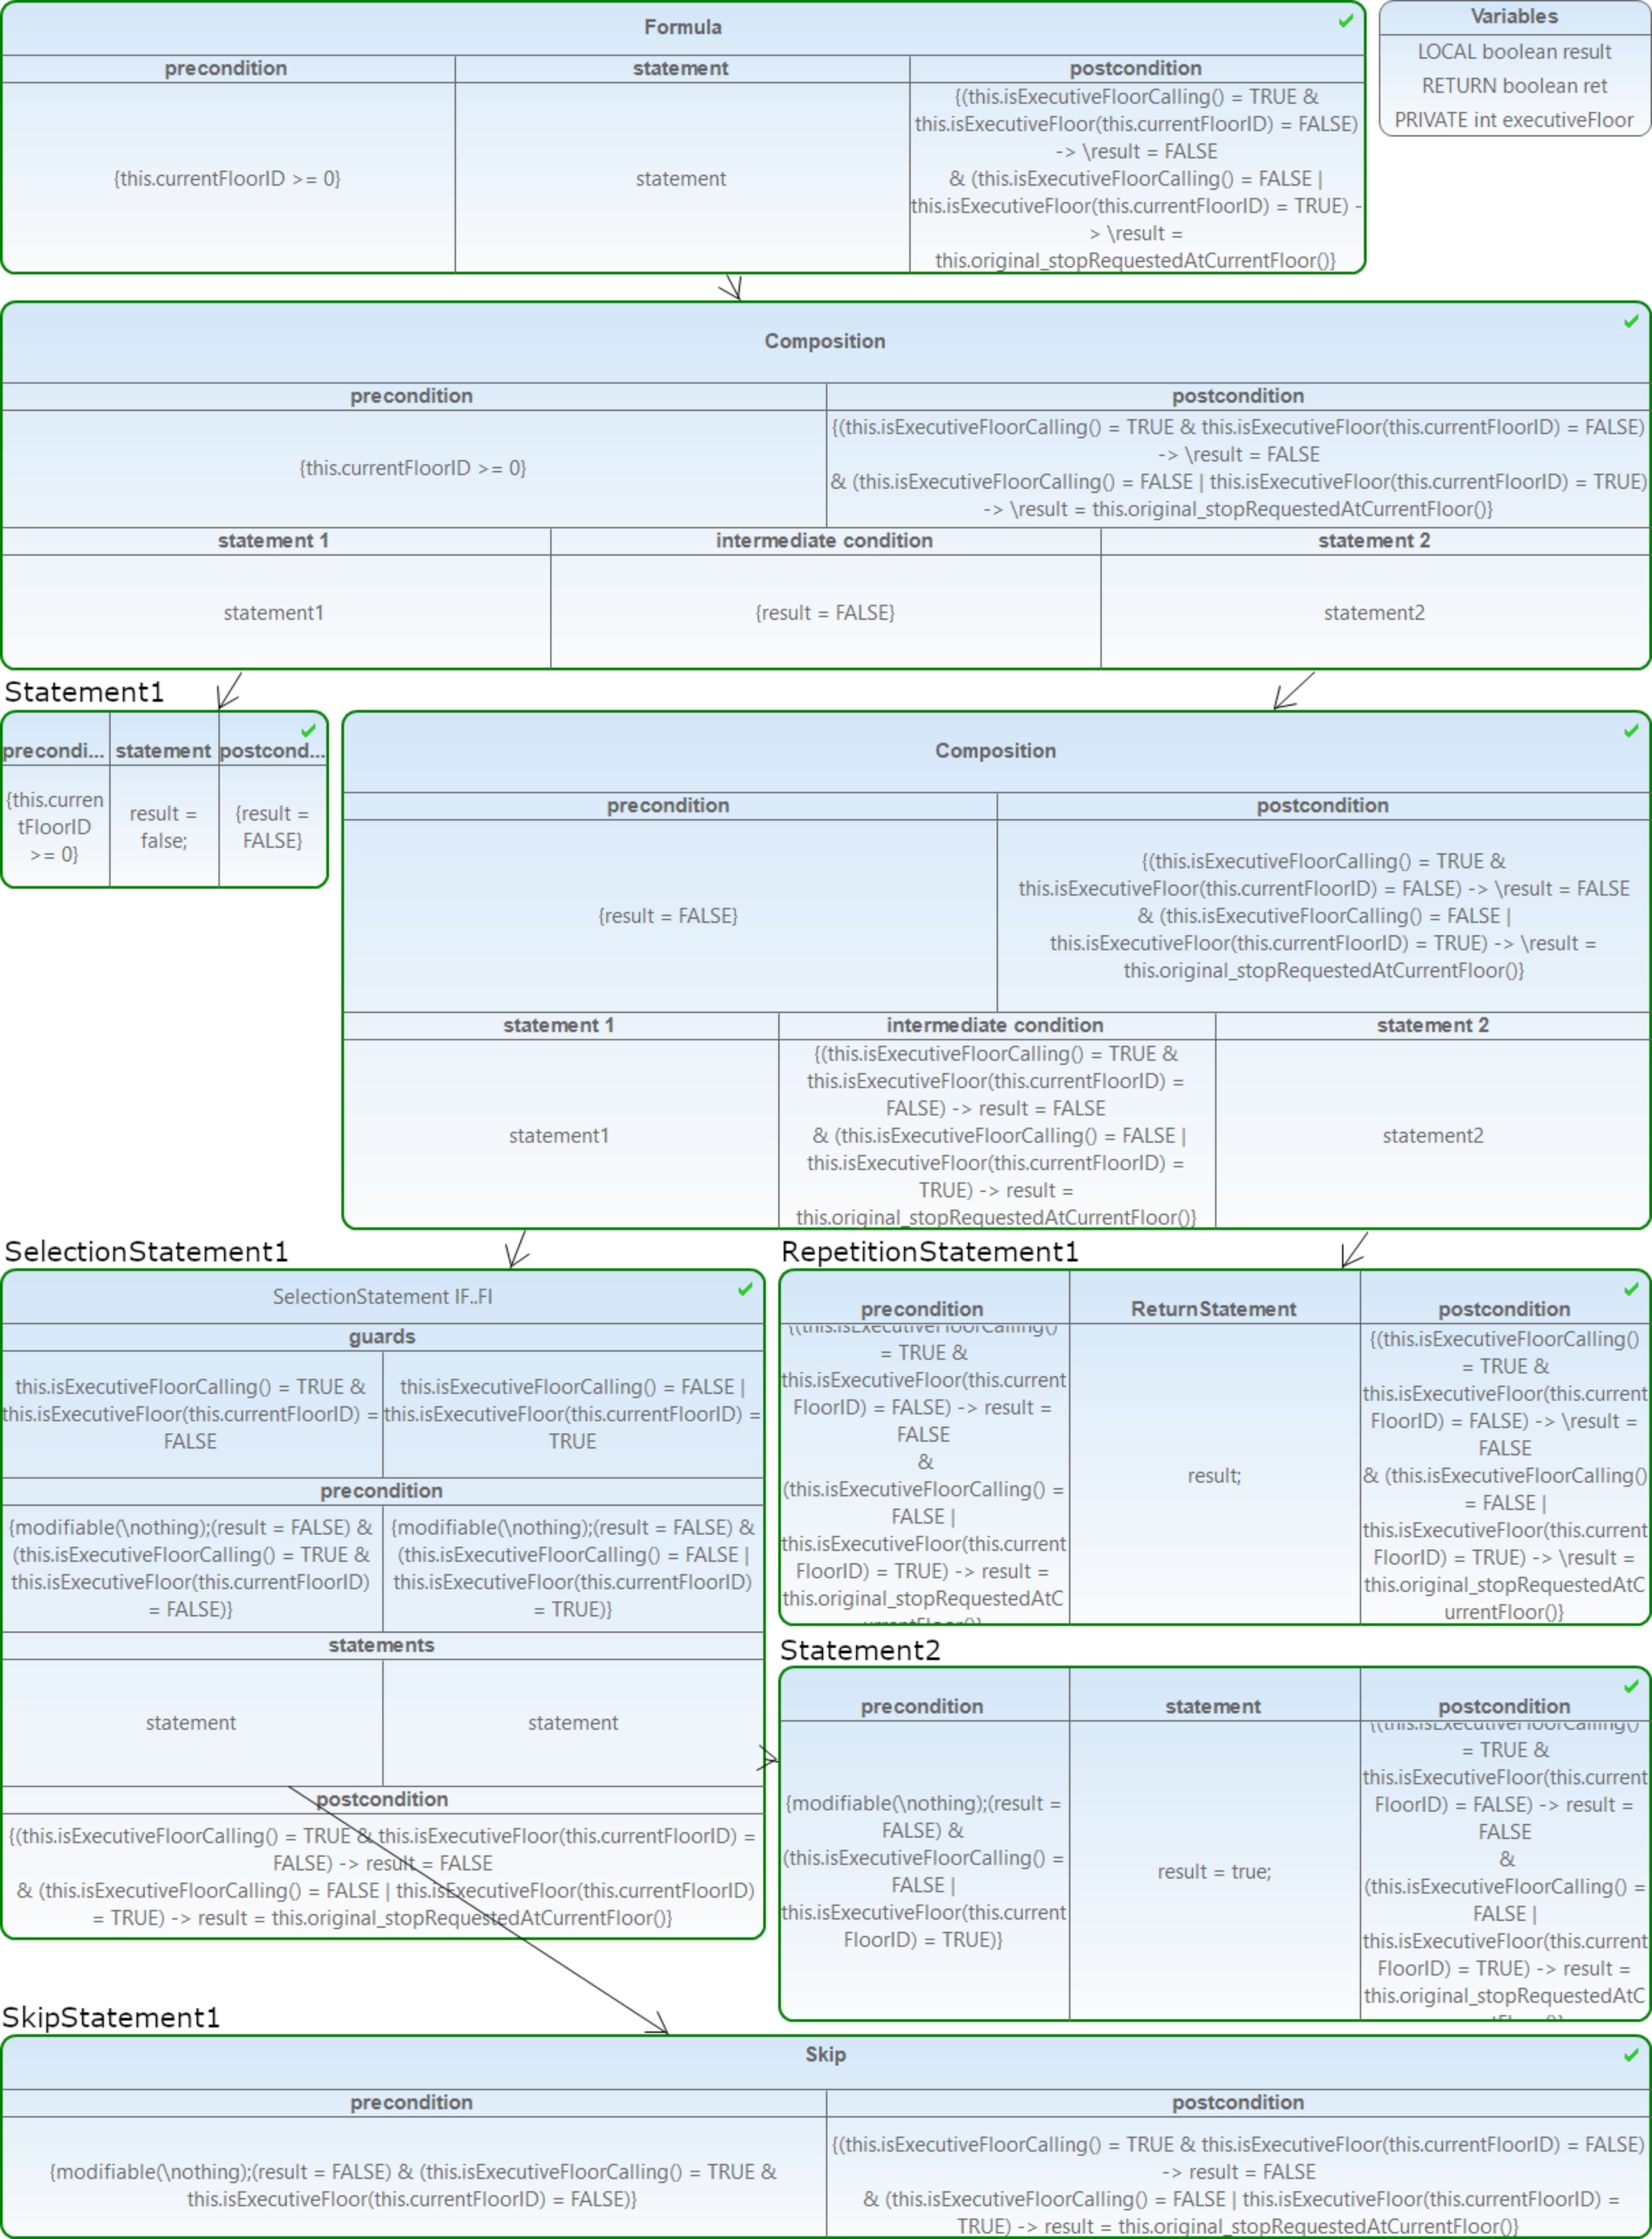 Formula
precondition
statement
postcondition
{this.currentFloorID >= 0}
statement
{(this.isExecutiveFloorCalling() = TRUE &
this.isExecutiveFloor(this.currentFloorID) = FALSE)
-> \result = FALSE
& (this.isExecutiveFloorCalling() = FALSE |
this.isExecutiveFloor(this.currentFloorID) = TRUE) -
> \result =
this.original_stopRequestedAtCurrentFloor()}
Variables
LOCAL boolean result
RETURN boolean ret
PRIVATE int executiveFloor
Composition
precondition
postcondition
{this.currentFloorID >= 0}
{(this.isExecutiveFloorCalling() = TRUE & this.isExecutiveFloor(this.currentFloorID) = FALSE)
-> \result = FALSE
& (this.isExecutiveFloorCalling() = FALSE | this.isExecutiveFloor(this.currentFloorID) = TRUE)
-> \result = this.original_stopRequestedAtCurrentFloor()}
statement 1
intermediate condition
statement 2
statement1
{result = FALSE}
statement2
Statement1
precondi...
statement
postcond...
{this.curren
tFloorID
>= 0}
result =
false;
{result =
FALSE}
Composition
precondition
postcondition
{result = FALSE}
{(this.isExecutiveFloorCalling() = TRUE &
this.isExecutiveFloor(this.currentFloorID) = FALSE) -> \result = FALSE
& (this.isExecutiveFloorCalling() = FALSE |
this.isExecutiveFloor(this.currentFloorID) = TRUE) -> \result =
this.original_stopRequestedAtCurrentFloor()}
statement 1
intermediate condition
statement 2
statement1
{(this.isExecutiveFloorCalling() = TRUE &
this.isExecutiveFloor(this.currentFloorID) =
FALSE) -> result = FALSE
& (this.isExecutiveFloorCalling() = FALSE |
this.isExecutiveFloor(this.currentFloorID) =
TRUE) -> result =
this.original_stopRequestedAtCurrentFloor()}
statement2
SelectionStatement1
SelectionStatement IF..FI
guards
this.isExecutiveFloorCalling() = TRUE &
this.isExecutiveFloor(this.currentFloorID) =
FALSE
this.isExecutiveFloorCalling() = FALSE |
this.isExecutiveFloor(this.currentFloorID) =
TRUE
precondition
{modifiable(\nothing);(result = FALSE) &
(this.isExecutiveFloorCalling() = TRUE &
this.isExecutiveFloor(this.currentFloorID)
= FALSE)}
{modifiable(\nothing);(result = FALSE) &
(this.isExecutiveFloorCalling() = FALSE |
this.isExecutiveFloor(this.currentFloorID)
= TRUE)}
statements
statement
statement
postcondition
{(this.isExecutiveFloorCalling() = TRUE & this.isExecutiveFloor(this.currentFloorID) =
FALSE) -> result = FALSE
& (this.isExecutiveFloorCalling() = FALSE | this.isExecutiveFloor(this.currentFloorID)
= TRUE) -> result = this.original_stopRequestedAtCurrentFloor()}
RepetitionStatement1
precondition
ReturnStatement
postcondition
{(this.isExecutiveFloorCalling()
= TRUE &
this.isExecutiveFloor(this.current
FloorID) = FALSE) -> result =
FALSE
&
(this.isExecutiveFloorCalling() =
FALSE |
this.isExecutiveFloor(this.current
FloorID) = TRUE) -> result =
this.original_stopRequestedAtC
result;
{(this.isExecutiveFloorCalling()
= TRUE &
this.isExecutiveFloor(this.current
FloorID) = FALSE) -> \result =
FALSE
& (this.isExecutiveFloorCalling()
= FALSE |
this.isExecutiveFloor(this.current
FloorID) = TRUE) -> \result =
this.original_stopRequestedAtC
urrentFloor()}
Statement2
precondition
statement
postcondition
{modifiable(\nothing);(result =
FALSE) &
(this.isExecutiveFloorCalling() =
FALSE |
this.isExecutiveFloor(this.current
FloorID) = TRUE)}
result = true;
{(this.isExecutiveFloorCalling()
= TRUE &
this.isExecutiveFloor(this.current
FloorID) = FALSE) -> result =
FALSE
&
(this.isExecutiveFloorCalling() =
FALSE |
this.isExecutiveFloor(this.current
FloorID) = TRUE) -> result =
this.original_stopRequestedAtC
SkipStatement1
Skip
precondition
postcondition
{modifiable(\nothing);(result = FALSE) & (this.isExecutiveFloorCalling() = TRUE &
this.isExecutiveFloor(this.currentFloorID) = FALSE)}
{(this.isExecutiveFloorCalling() = TRUE & this.isExecutiveFloor(this.currentFloorID) = FALSE)
-> result = FALSE
& (this.isExecutiveFloorCalling() = FALSE | this.isExecutiveFloor(this.currentFloorID) =
TRUE) -> result = this.original_stopRequestedAtCurrentFloor()}